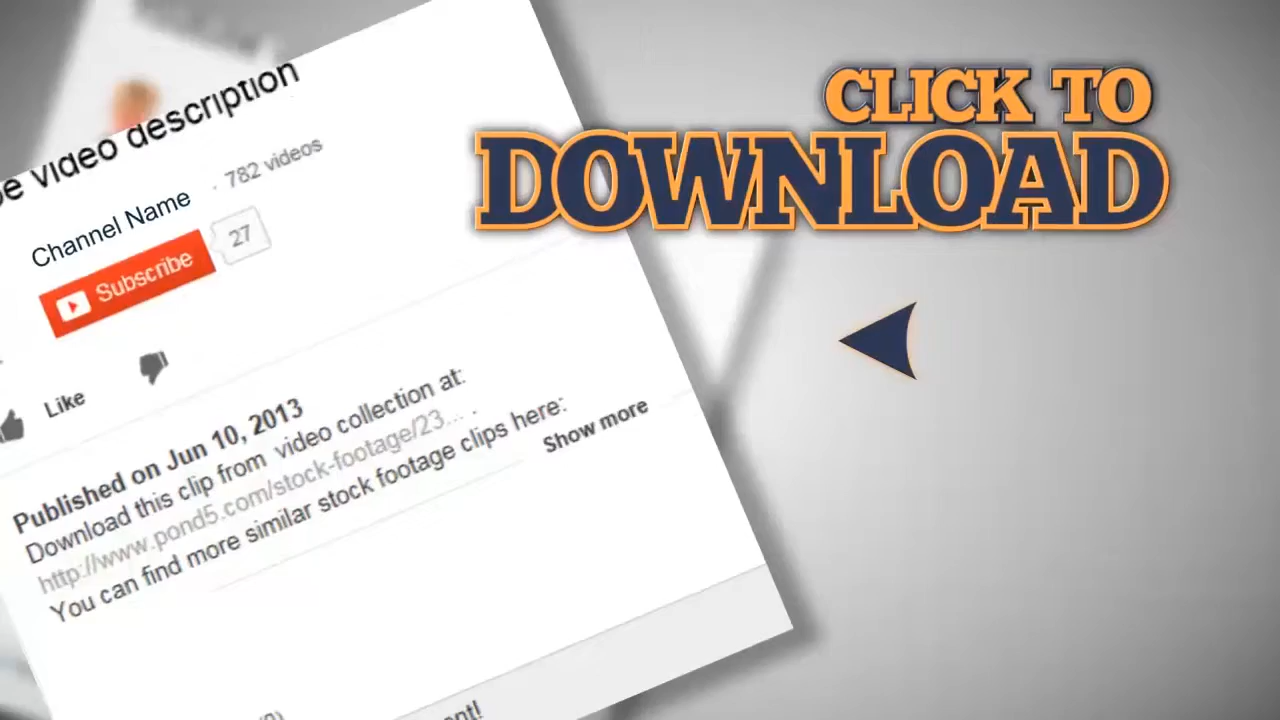 CLICK TO
DOWNLOAD
video description
Channel Name · 782 videos
Subscribe 27
Like
Published on Jun 10, 2013
Download this clip from video collection at:
http://www.pond5.com/stock-footage/23... .
You can find more similar stock footage clips here:
Show more